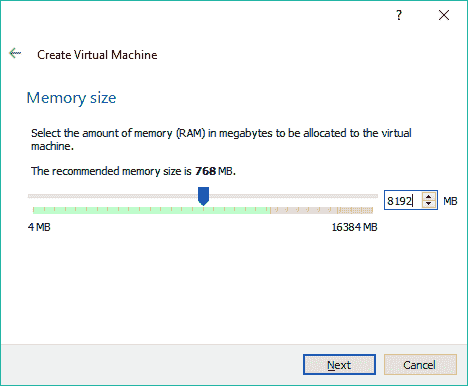 ?
Create Virtual Machine
Memory size
Select the amount of memory (RAM) in megabytes to be allocated to the virtual
machine.
The recommended memory size is 768 MB.
8192 MB
4 MB 16384 MB
Next Cancel